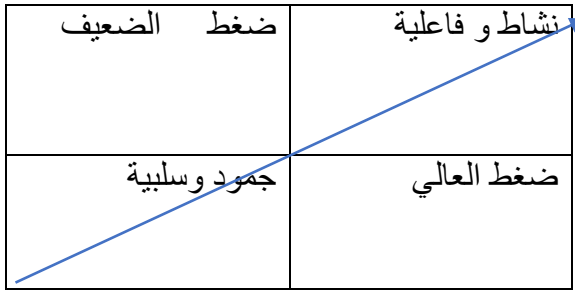 نشاط و فاعلية
ضغط الضعيف
ضغط العالي
جمود وسلبية